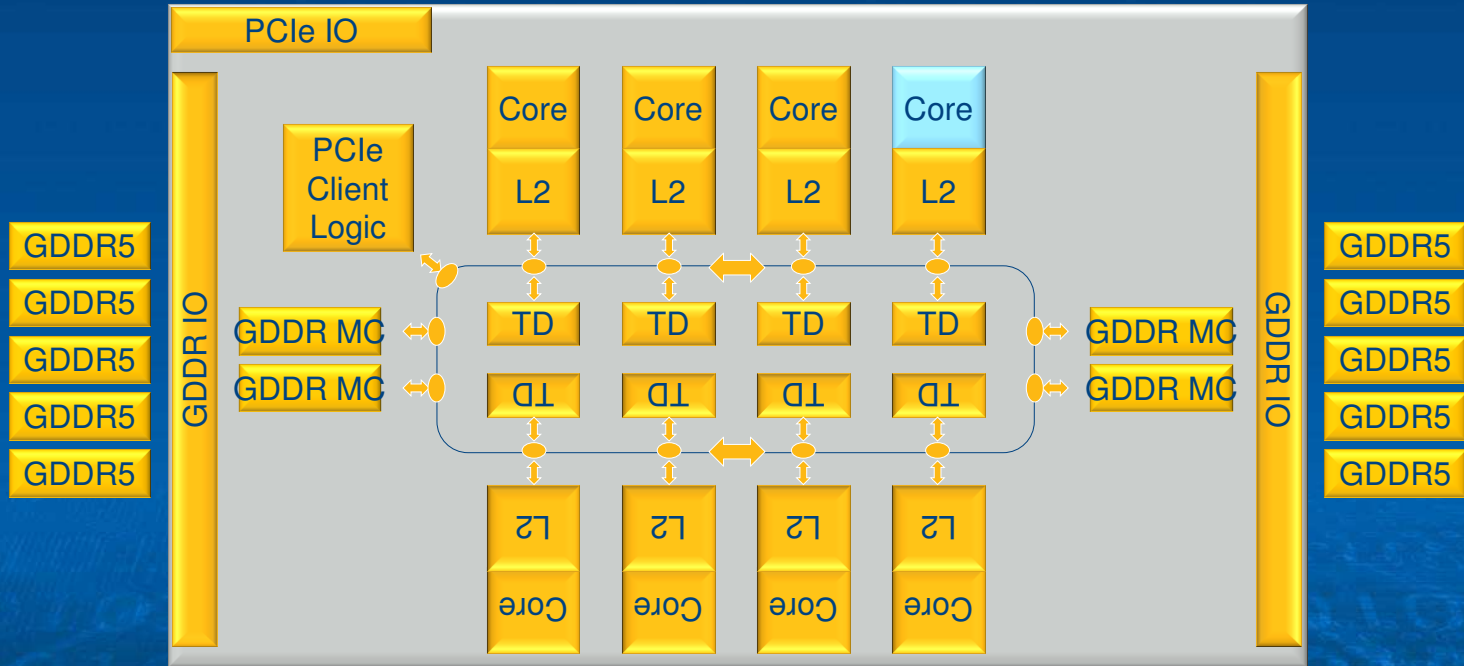 PCIe IO
Core
Core
Core
Core
PCIe
Client
Logic
L2
L2
L2
L2
GDDR5
GDDR5
GDDR5
GDDR5
GDDR5
GDDR IO
GDDR MC
GDDR MC
TD
TD
TD
TD
TD
TD
TD
TD
GDDR MC
GDDR MC
GDDR IO
GDDR5
GDDR5
GDDR5
GDDR5
GDDR5
L2
L2
L2
L2
Core
Core
Core
Core